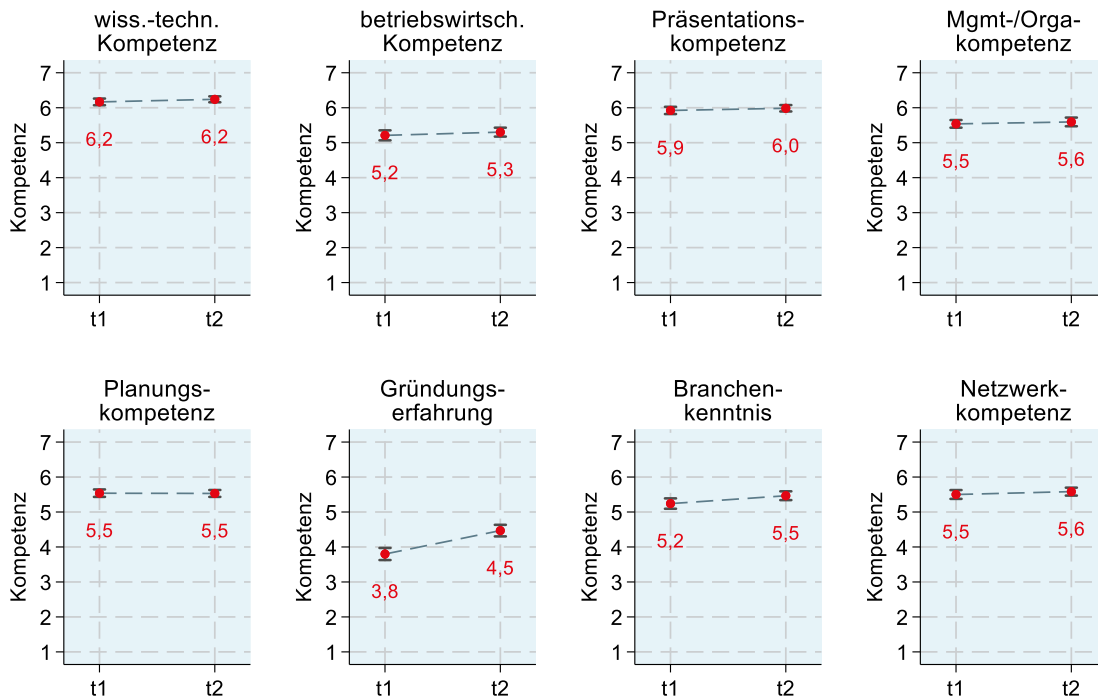 wiss.-techn.
Kompetenz
7
6
5
4
3
2
1
Kompetenz
6,2
6,2
t1
t2
betriebswirtsch.
Kompetenz
7
6
5
4
3
2
1
Kompetenz
5,2
5,3
t1
t2
Präsentations-
kompetenz
7
6
5
4
3
2
1
Kompetenz
5,9
6,0
t1
t2
Mgmt-/Orga-
kompetenz
7
6
5
4
3
2
1
Kompetenz
5,5
5,6
t1
t2
Planungs-
kompetenz
7
6
5
4
3
2
1
Kompetenz
5,5
5,5
t1
t2
Gründungs-
erfahrung
7
6
5
4
3
2
1
Kompetenz
3,8
4,5
t1
t2
Branchen-
kenntnis
7
6
5
4
3
2
1
Kompetenz
5,2
5,5
t1
t2
Netzwerk-
kompetenz
7
6
5
4
3
2
1
Kompetenz
5,5
5,6
t1
t2